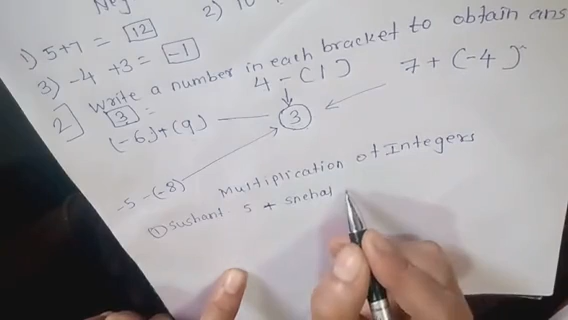 Neg
1) 5+7 = 12 2) 10
3) -4 +3 = -1
2] Write a number in each bracket to obtain ans
3 :
4 - (1) 7 + (-4)
(-6)+(9) 3
-5 - (-8)
Multiplication of Integers
① Sushant 5 + Snehal